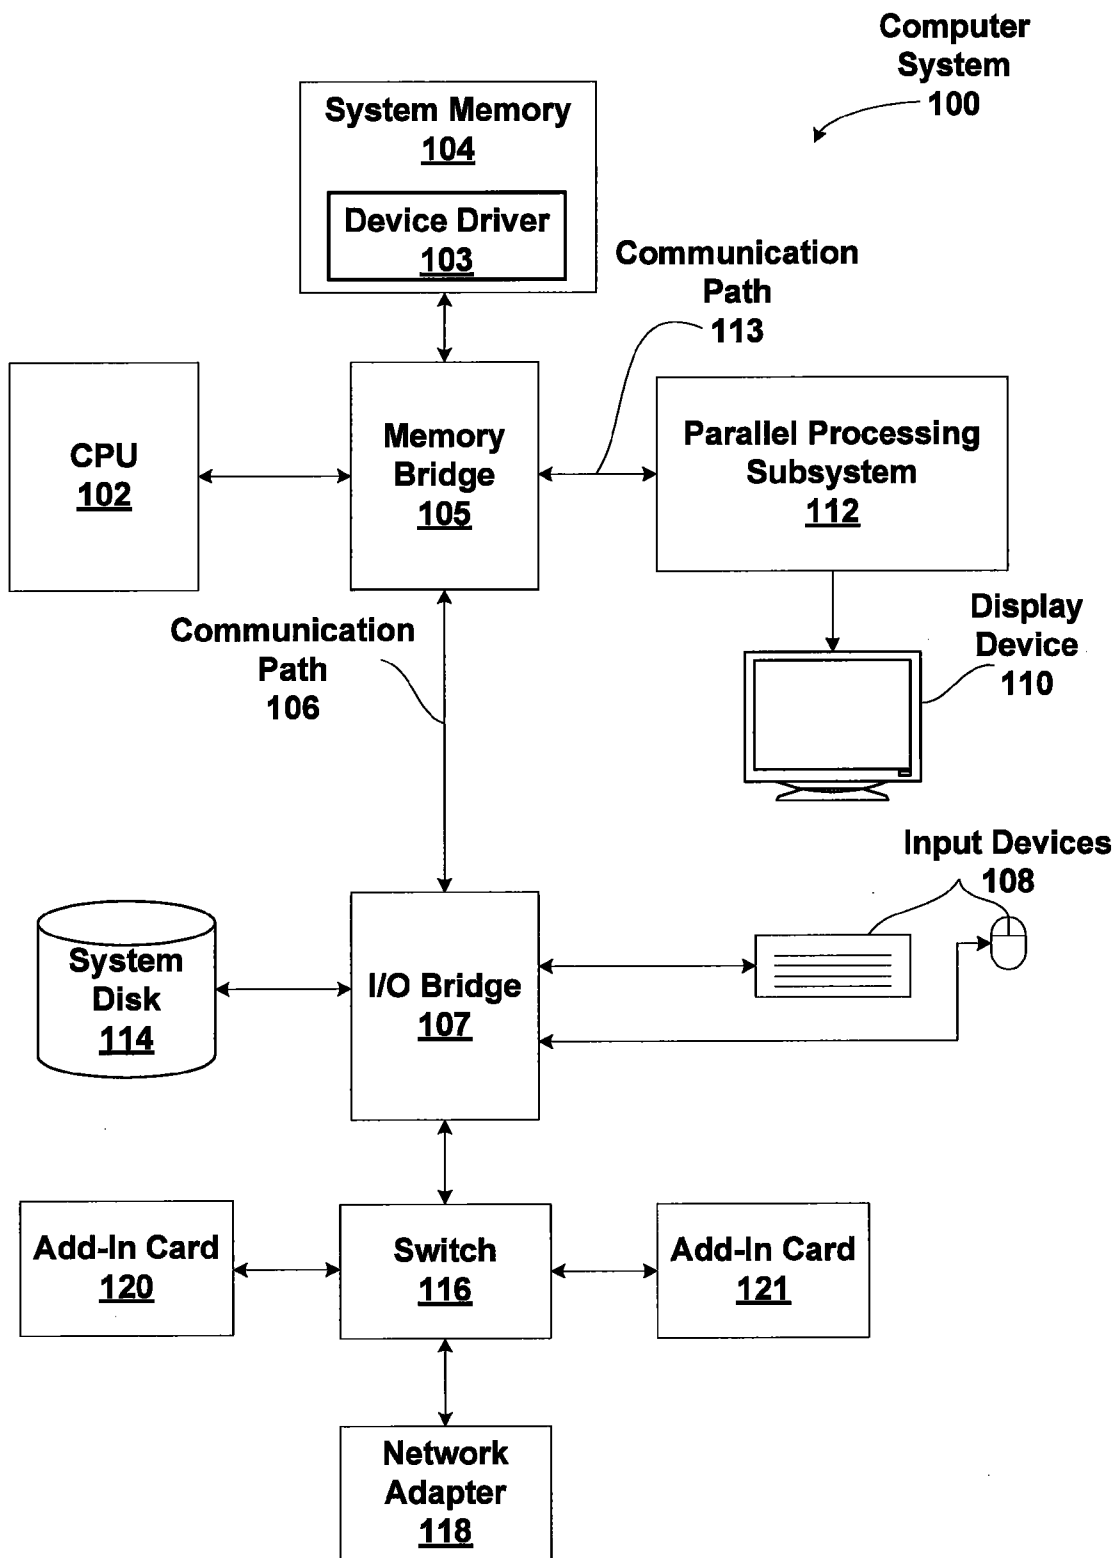 Computer
System
100
System Memory
104
Device Driver
103
Communication
Path
113
CPU
102
Memory
Bridge
105
Parallel Processing
Subsystem
112
Communication
Path
106
Display
Device
110
Input Devices
108
System
Disk
114
I/O Bridge
107
Add-In Card
120
Switch
116
Add-In Card
121
Network
Adapter
118